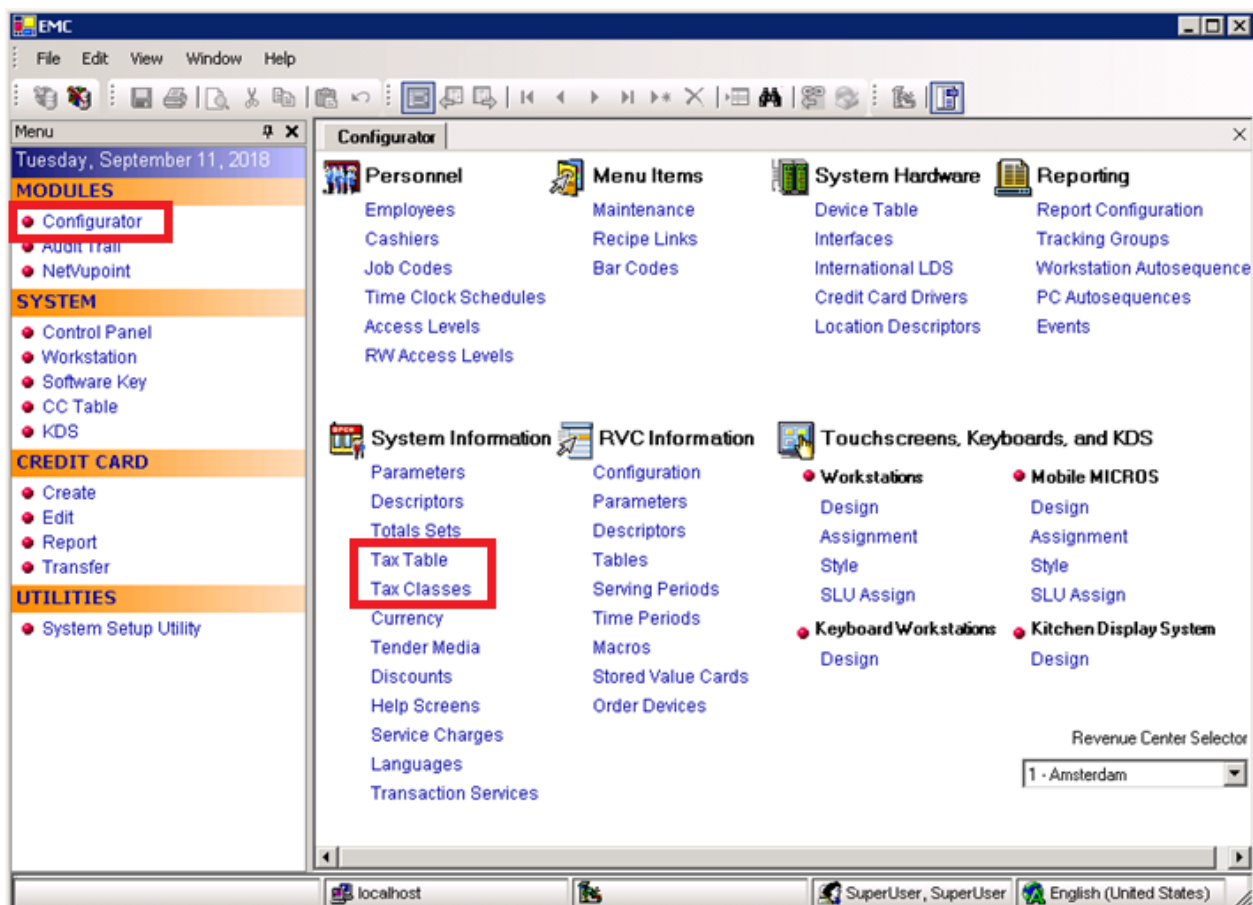 EMC
File Edit View Window Help
Menu
Tuesday, September 11, 2018
MODULES
Configurator
Audit Trail
NetVupoint
SYSTEM
Control Panel
Workstation
Software Key
CC Table
KDS
CREDIT CARD
Create
Edit
Report
Transfer
UTILITIES
System Setup Utility
Configurator
Personnel
Employees
Cashiers
Job Codes
Time Clock Schedules
Access Levels
RW Access Levels
Menu Items
Maintenance
Recipe Links
Bar Codes
System Hardware
Device Table
Interfaces
International LDS
Credit Card Drivers
Location Descriptors
Reporting
Report Configuration
Tracking Groups
Workstation Autosequence
PC Autosequences
Events
OPEN
System Information
Parameters
Descriptors
Totals Sets
Tax Table
Tax Classes
Currency
Tender Media
Discounts
Help Screens
Service Charges
Languages
Transaction Services
RVC Information
Configuration
Parameters
Descriptors
Tables
Serving Periods
Time Periods
Macros
Stored Value Cards
Order Devices
Touchscreens, Keyboards, and KDS
Workstations
Design
Assignment
Style
SLU Assign
Keyboard Workstations
Design
Mobile MICROS
Design
Assignment
Style
SLU Assign
Kitchen Display System
Design
Revenue Center Selector
1 - Amsterdam
localhost
SuperUser, SuperUser
English (United States)